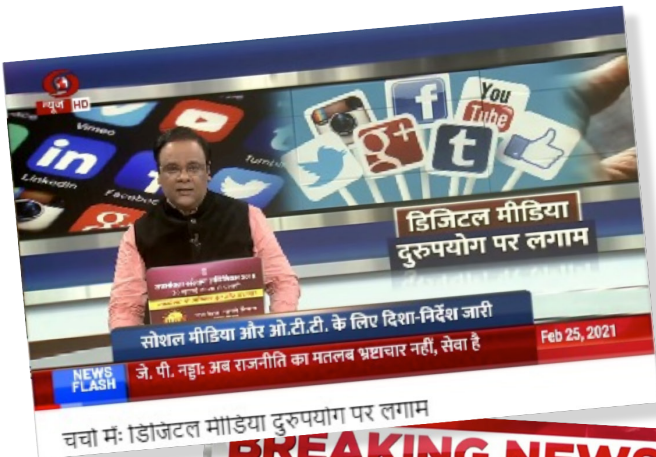 न्यूज़ HD
Vimeo
in
LinkedIn
Facebook
f
You
Tube
g+
t
डिजिटल मीडिया
दुरुपयोग पर लगाम
सोशल मीडिया और ओ.टी.टी. के लिए दिशा-निर्देश जारी
NEWS
FLASH
जे. पी. नड्डा: अब राजनीति का मतलब भ्रष्टाचार नहीं, सेवा है
Feb 25, 2021
चर्चा में: डिजिटल मीडिया दुरुपयोग पर लगाम
BREAKING NEWS